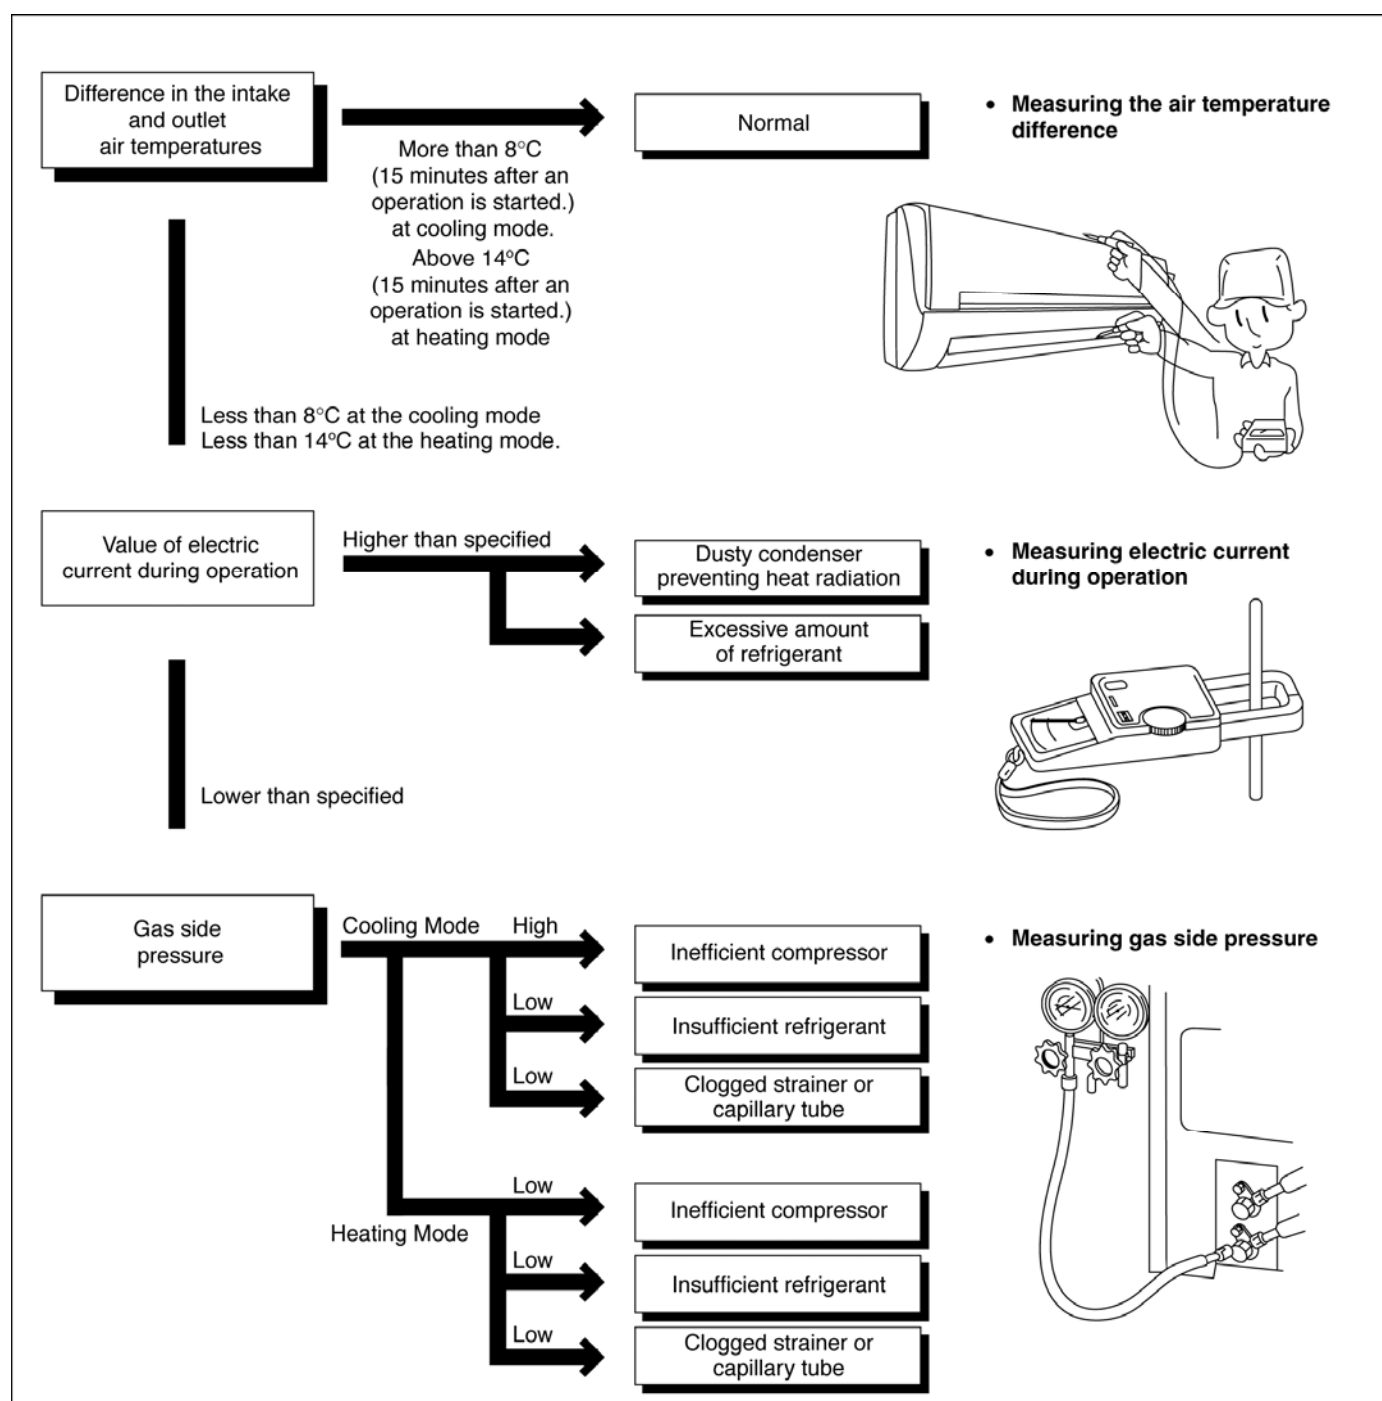 Difference in the intake
and outlet
air temperatures
More than 8°C
(15 minutes after an
operation is started.)
at cooling mode.
Above 14°C
(15 minutes after an
operation is started.)
at heating mode
Normal
• Measuring the air temperature
difference
Less than 8°C at the cooling mode
Less than 14°C at the heating mode.
Value of electric
current during operation
Higher than specified
Dusty condenser
preventing heat radiation
Excessive amount
of refrigerant
• Measuring electric current
during operation
Lower than specified
Gas side
pressure
Cooling Mode
High
Inefficient compressor
Low
Insufficient refrigerant
Low
Clogged strainer or
capillary tube
• Measuring gas side pressure
Heating Mode
Low
Inefficient compressor
Low
Insufficient refrigerant
Low
Clogged strainer or
capillary tube